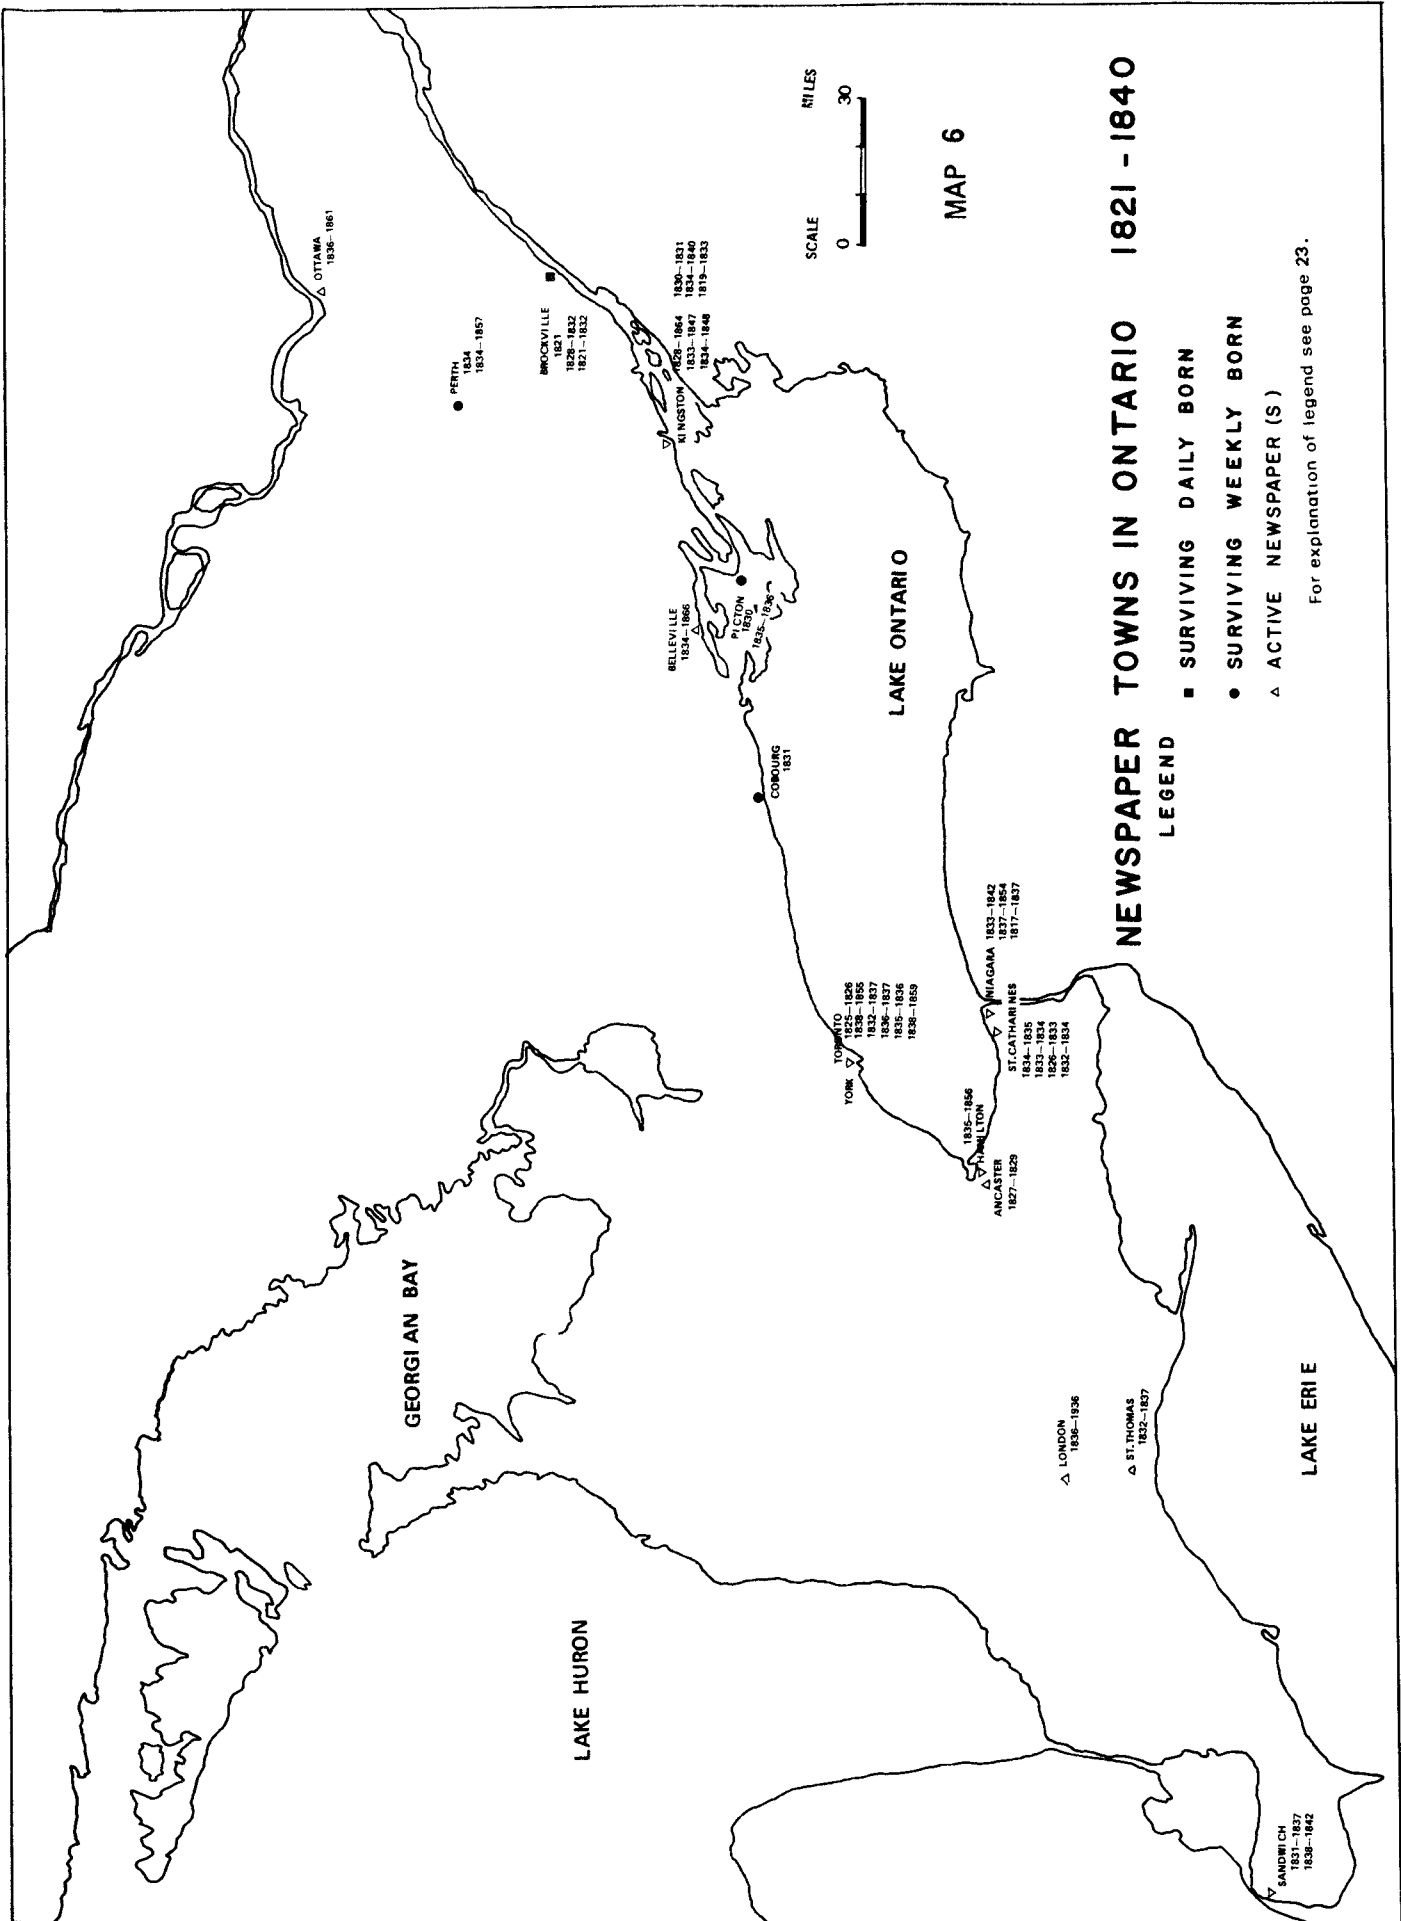 OTTAWA
1836–1861
PERTH
1834
1834–1857
BROCKVILLE
1821
1828–1832
1821–1832
KINGSTON
1828–1864
1833–1847
1834–1848
1830–1831
1834–1840
1819–1833
BELLEVILLE
1834–1866
PICTON
1830
1835–1836
COBOURG
1831
LAKE ONTARIO
YORK
TORONTO
1825–1826
1838–1855
1832–1837
1836–1837
1835–1836
1838–1859
NIAGARA
1833–1842
1837–1854
1817–1837
ST.CATHARINES
1834–1835
1833–1834
1826–1833
1832–1834
HAMILTON
1835–1856
ANCASTER
1827–1829
GEORGIAN BAY
LAKE HURON
LONDON
1836–1936
ST.THOMAS
1832–1837
LAKE ERIE
SANDWICH
1831–1837
1838–1842
SCALE MILES
0 30
MAP 6
NEWSPAPER TOWNS IN ONTARIO 1821 - 1840
LEGEND
■ SURVIVING DAILY BORN
● SURVIVING WEEKLY BORN
△ ACTIVE NEWSPAPER (S)
For explanation of legend see page 23.